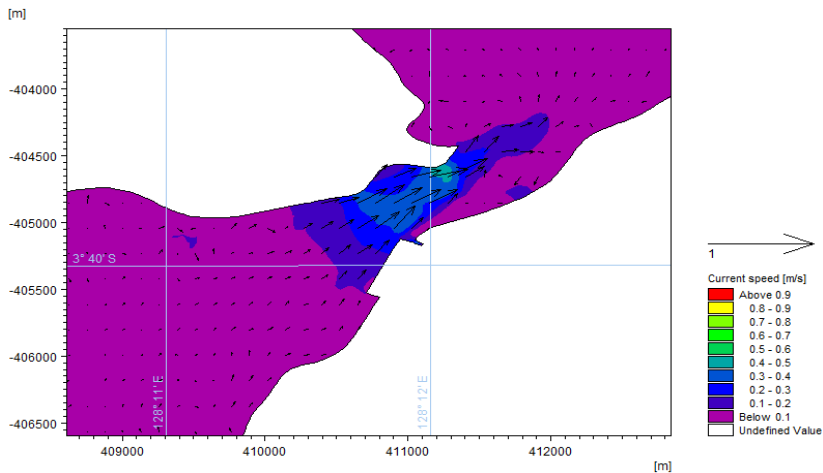 [m]
-404000
-404500
-405000
-405500
-406000
-406500
3° 40' S
128° 11' E
128° 12' E
409000 410000 411000 412000
[m]
1
Current speed [m/s]
Above 0.9
0.8 - 0.9
0.7 - 0.8
0.6 - 0.7
0.5 - 0.6
0.4 - 0.5
0.3 - 0.4
0.2 - 0.3
0.1 - 0.2
Below 0.1
Undefined Value